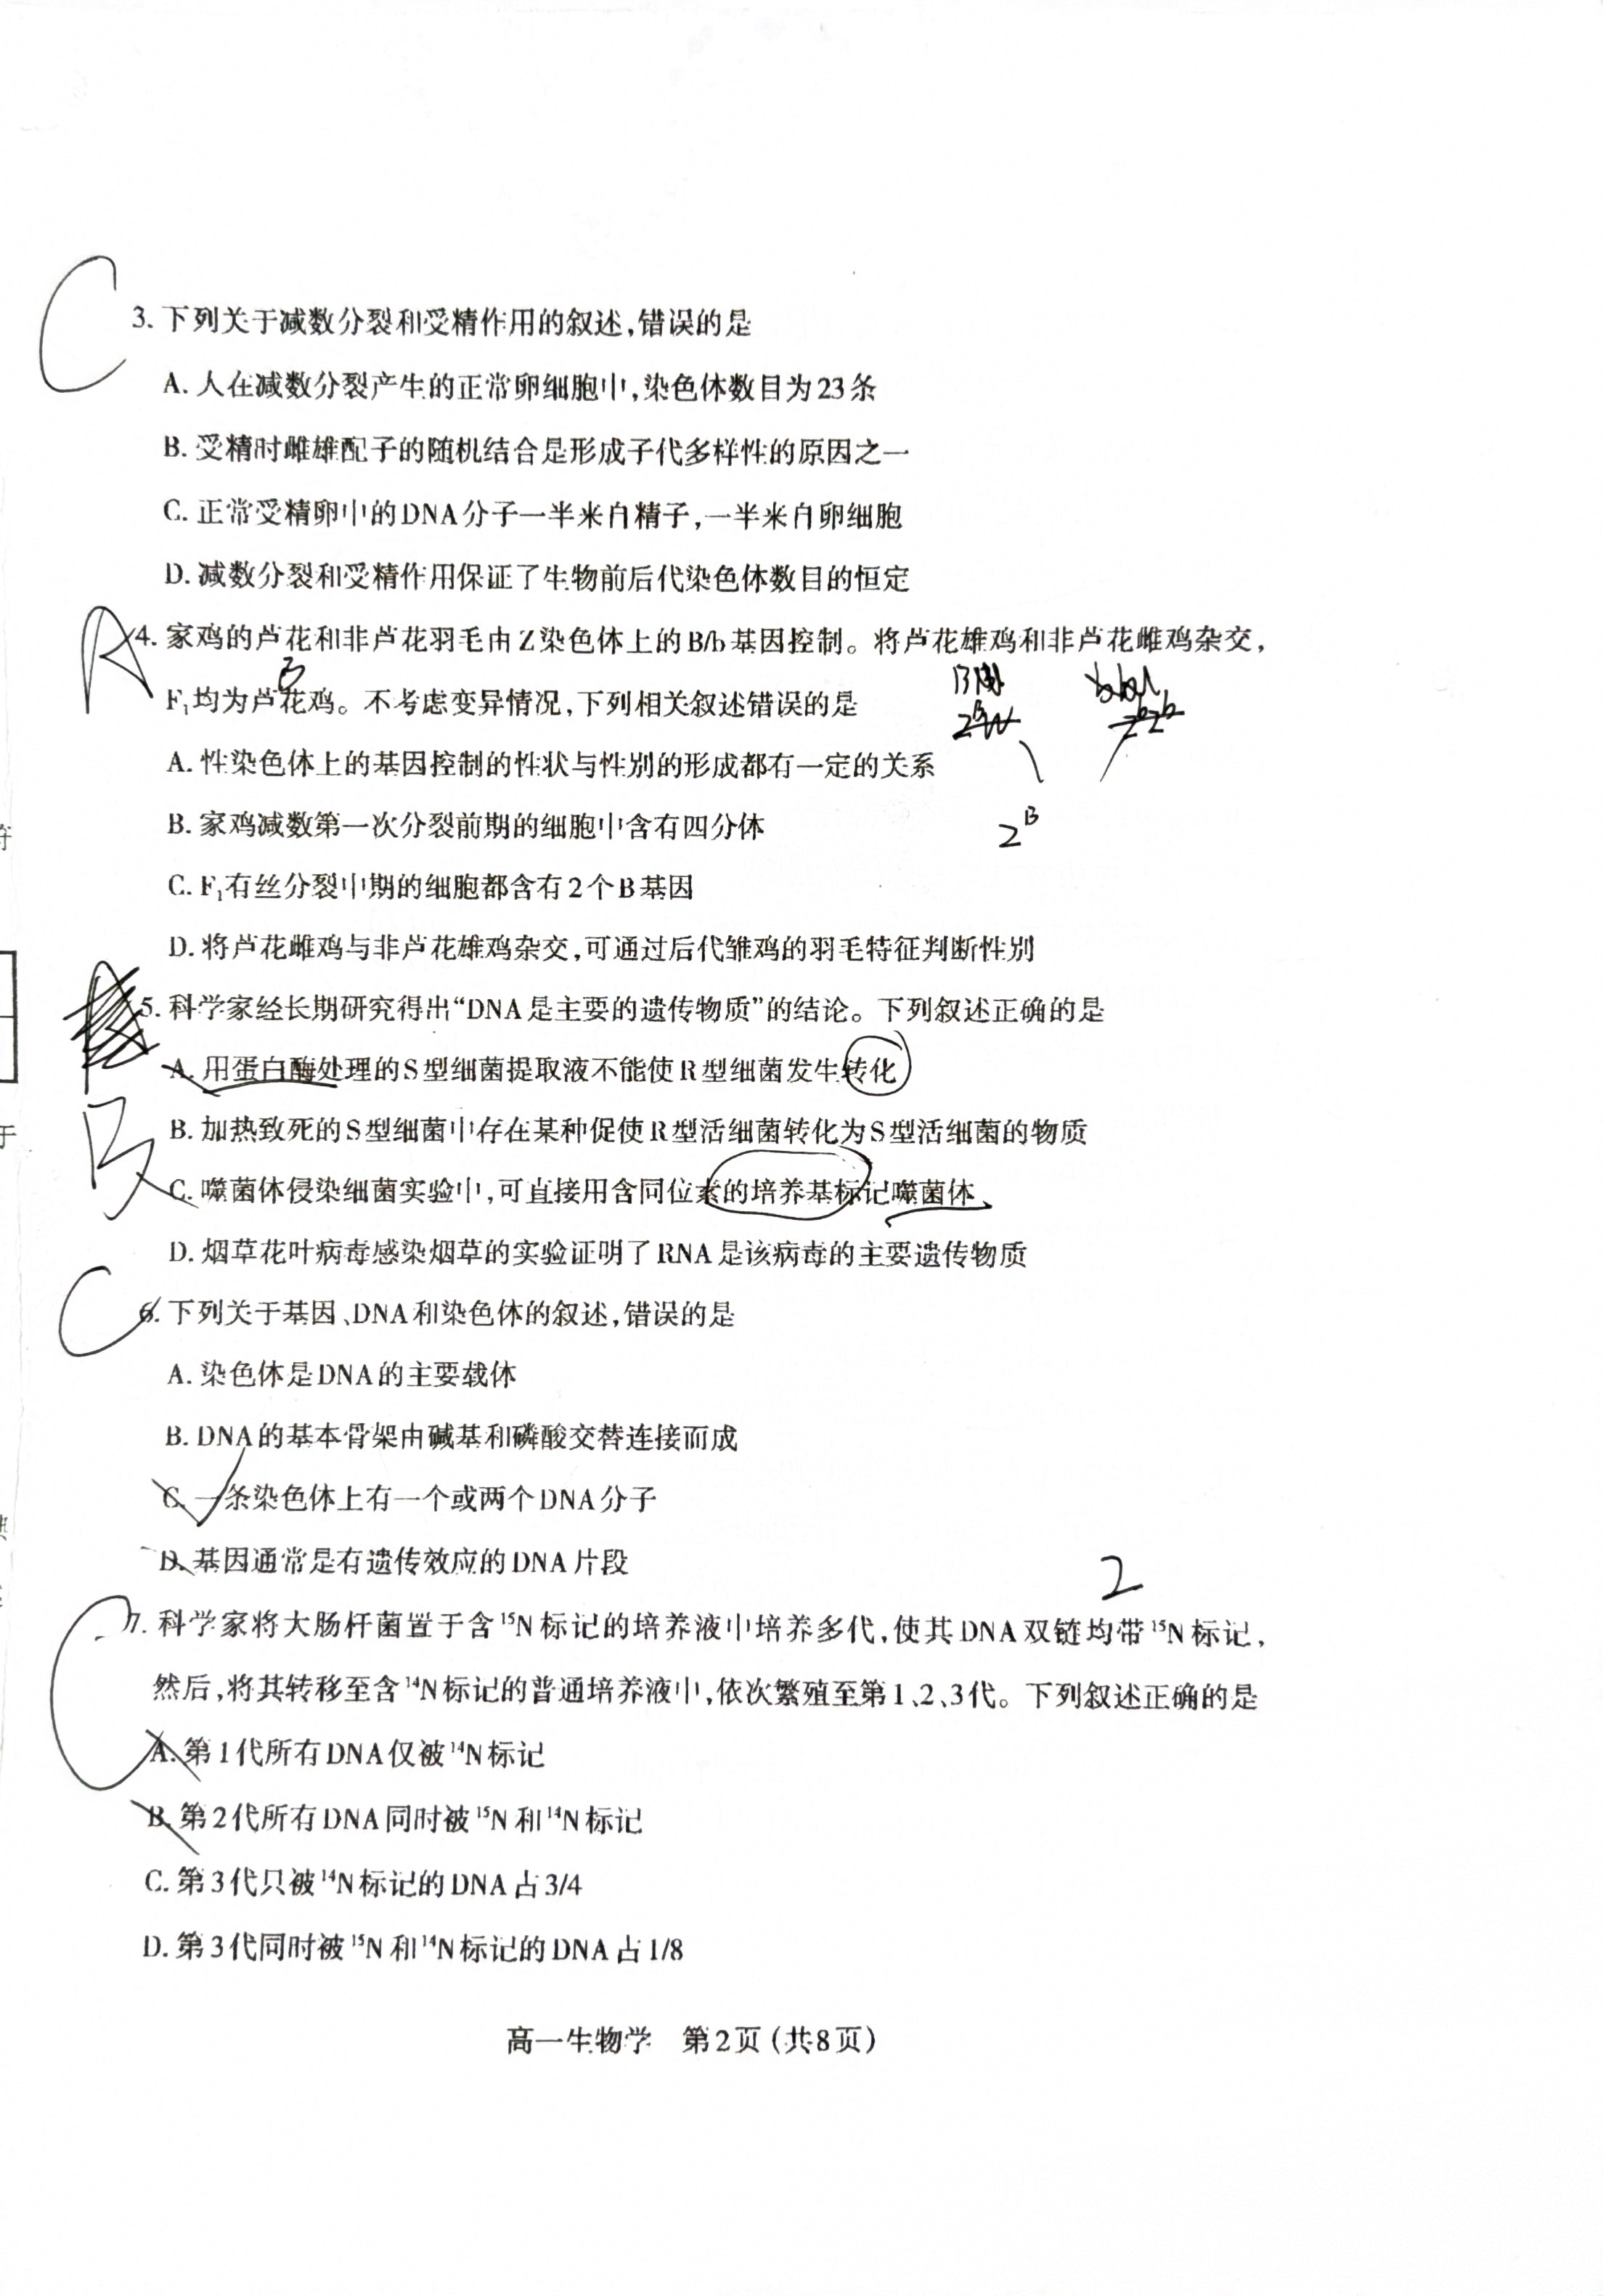 C
3. 下列关于减数分裂和受精作用的叙述,错误的是
A. 人在减数分裂产生的正常卵细胞中,染色体数目为23条
B. 受精时雌雄配子的随机结合是形成子代多样性的原因之一
C. 正常受精卵中的DNA分子一半来自精子,一半来自卵细胞
D. 减数分裂和受精作用保证了生物前后代染色体数目的恒定
A
4. 家鸡的芦花和非芦花羽毛由Z染色体上的B/b基因控制。将芦花雄鸡和非芦花雌鸡杂交,
F₁均为芦花鸡。不考虑变异情况,下列相关叙述错误的是
A. 性染色体上的基因控制的性状与性别的形成都有一定的关系
B. 家鸡减数第一次分裂前期的细胞中含有四分体
Z^B
C. F₁有丝分裂中期的细胞都含有2个B基因
D. 将芦花雌鸡与非芦花雄鸡杂交,可通过后代雏鸡的羽毛特征判断性别
5. 科学家经长期研究得出“DNA是主要的遗传物质”的结论。下列叙述正确的是
A. 用蛋白酶处理的S型细菌提取液不能使R型细菌发生转化
B
B. 加热致死的S型细菌中存在某种促使R型活细菌转化为S型活细菌的物质
C. 噬菌体侵染细菌实验中,可直接用含同位素的培养基标记噬菌体
D. 烟草花叶病毒感染烟草的实验证明了RNA是该病毒的主要遗传物质
C
6. 下列关于基因、DNA和染色体的叙述,错误的是
A. 染色体是DNA的主要载体
B. DNA的基本骨架由碱基和磷酸交替连接而成
C. 一条染色体上有一个或两个DNA分子
D. 基因通常是有遗传效应的DNA片段
2
C
7. 科学家将大肠杆菌置于含¹⁵N标记的培养液中培养多代,使其DNA双链均带¹⁵N标记,
然后,将其转移至含¹⁴N标记的普通培养液中,依次繁殖至第1、2、3代。下列叙述正确的是
A. 第1代所有DNA仅被¹⁴N标记
B. 第2代所有DNA同时被¹⁵N和¹⁴N标记
C. 第3代只被¹⁴N标记的DNA占3/4
D. 第3代同时被¹⁵N和¹⁴N标记的DNA占1/8
高一生物学 第2页(共8页)